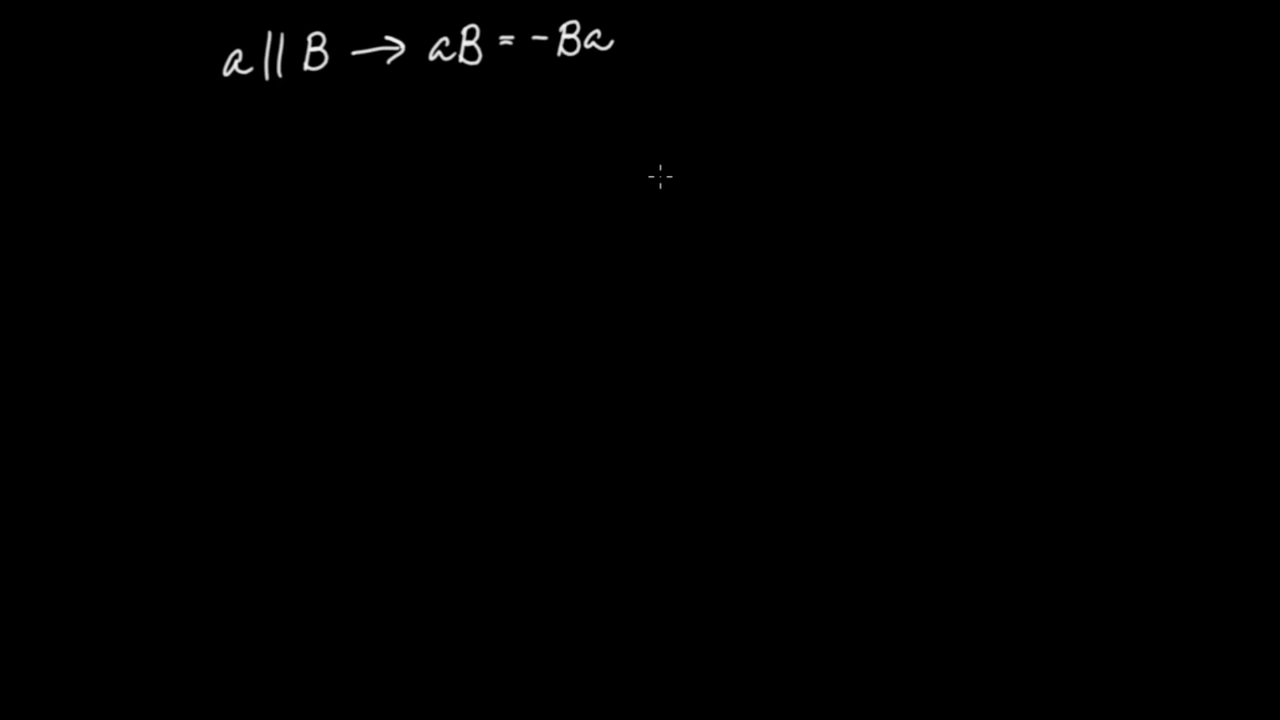 a || B → aB = -Ba